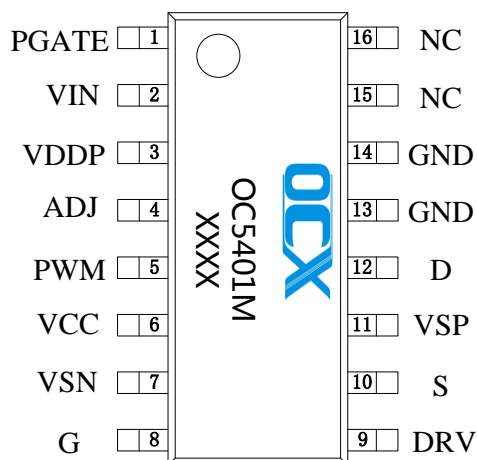 PGATE 1 16 NC
VIN 2 15 NC
VDDP 3 14 GND
ADJ 4 13 GND
PWM 5 12 D
VCC 6 11 VSP
VSN 7 10 S
G 8 9 DRV
OCX
OC5401M
XXXX